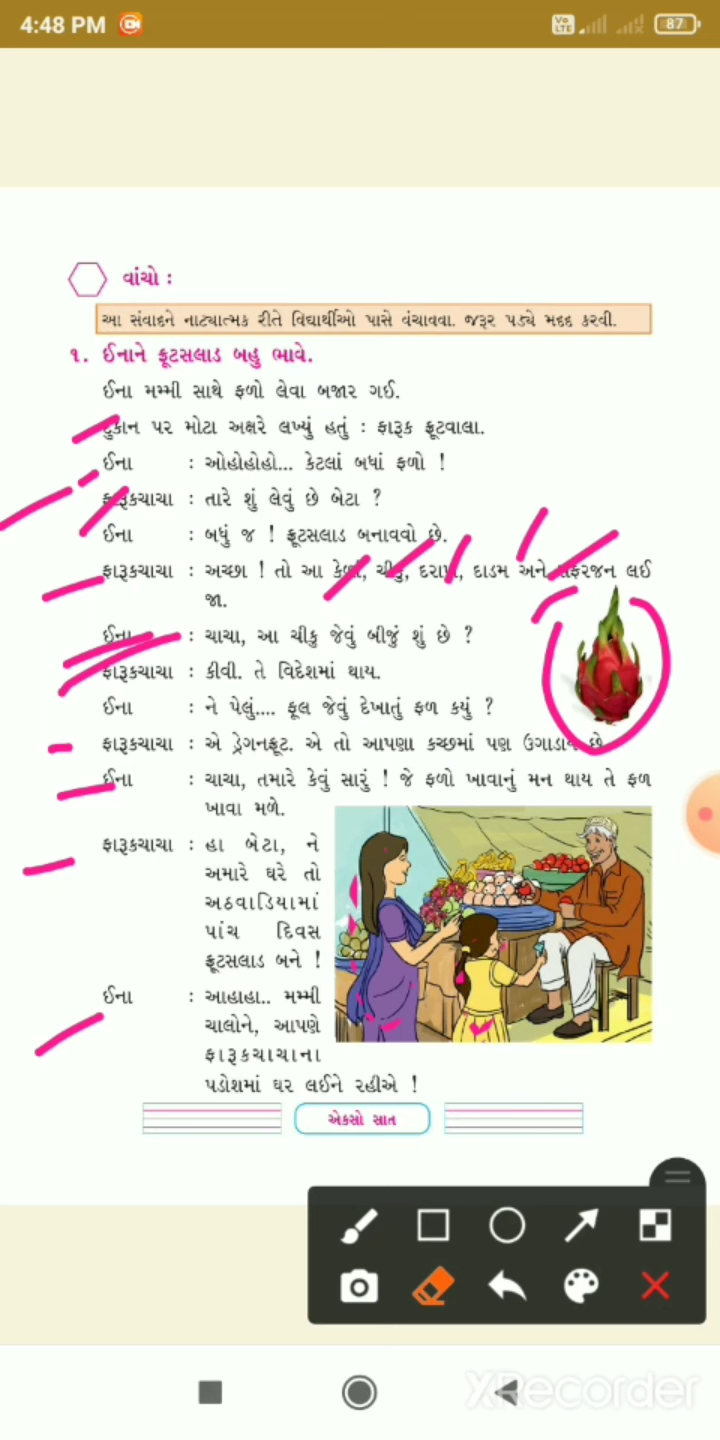 4:48 PM
Vo LTE
87
વાંચો :
આ સંવાદને નાટ્યાત્મક રીતે વિદ્યાર્થીઓ પાસે વંચાવવા. જરૂર પડ્યે મદદ કરવી.
૧. ઈનાને ફ્રૂટસલાડ બહુ ભાવે.
ઈના મમ્મી સાથે ફળો લેવા બજાર ગઈ.
દુકાન પર મોટા અક્ષરે લખ્યું હતું : ફારૂક ફ્રૂટવાલા.
ઈના : ઓહોહોહો... કેટલાં બધાં ફળો !
ફારૂકચાચા : તારે શું લેવું છે બેટા ?
ઈના : બધું જ ! ફ્રૂટસલાડ બનાવવો છે.
ફારૂકચાચા : અચ્છા ! તો આ કેળાં, ચીકુ, દરાખ, દાડમ અને સફરજન લઈ
જા.
ઈના : ચાચા, આ ચીકુ જેવું બીજું શું છે ?
ફારૂકચાચા : કીવી. તે વિદેશમાં થાય.
ઈના : ને પેલું.... ફૂલ જેવું દેખાતું ફળ કયું ?
ફારૂકચાચા : એ ડ્રેગનફ્રૂટ. એ તો આપણા કચ્છમાં પણ ઉગાડાય છે.
ઈના : ચાચા, તમારે કેવું સારું ! જે ફળો ખાવાનું મન થાય તે ફળ
ખાવા મળે.
ફારૂકચાચા : હા બેટા, ને
અમારે ઘરે તો
અઠવાડિયામાં
પાંચ દિવસ
ફ્રૂટસલાડ બને !
ઈના : આહાહા.. મમ્મી
ચાલોને, આપણે
ફારૂકચાચાના
પડોશમાં ઘર લઈને રહીએ !
એકસો સાત
XRecorder